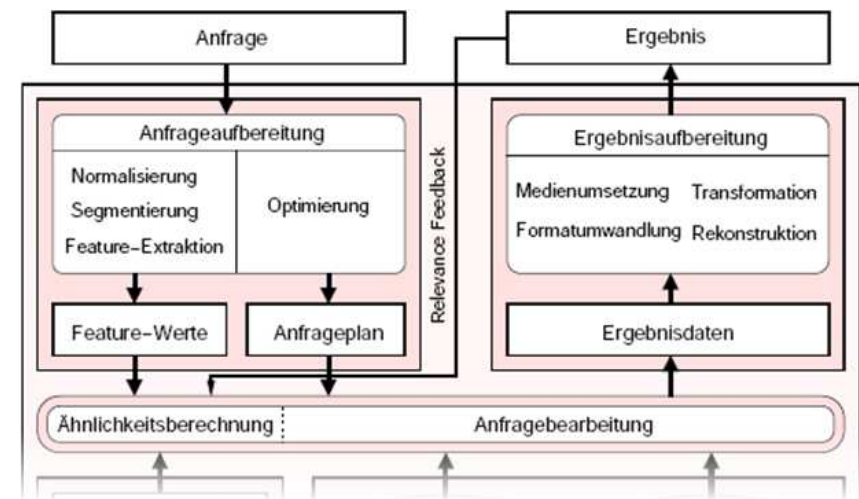 Anfrage
Ergebnis
Anfrageaufbereitung
Normalisierung
Segmentierung
Feature-Extraktion
Optimierung
Feature-Werte
Anfrageplan
Relevance Feedback
Ergebnisaufbereitung
Medienumsetzung Transformation
Formatumwandlung Rekonstruktion
Ergebnisdaten
Ähnlichkeitsberechnung
Anfragebearbeitung